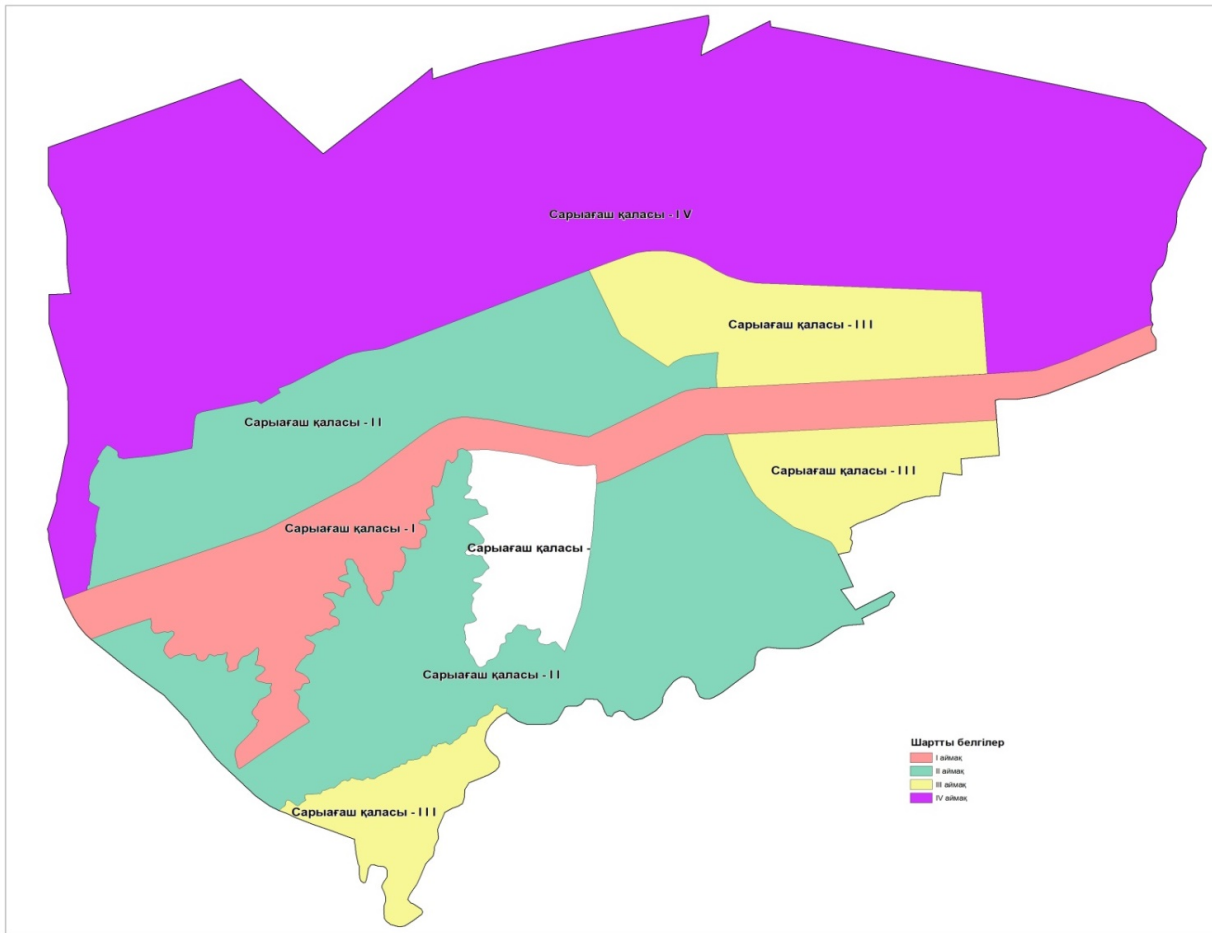 Сарыағаш қаласы - I V
Сарыағаш қаласы - I I I
Сарыағаш қаласы - I I
Сарыағаш қаласы - I I I
Сарыағаш қаласы - I
Сарыағаш қаласы -
Сарыағаш қаласы - I I
Сарыағаш қаласы - I I I
Шартты белгілер
I аймақ
II аймақ
III аймақ
IV аймақ